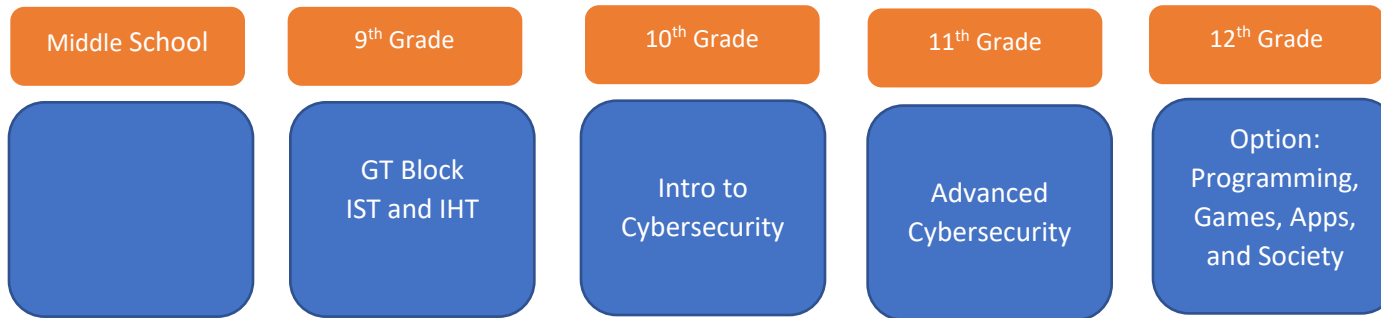 Middle School
9th Grade
10th Grade
11th Grade
12th Grade
GT Block
IST and IHT
Intro to
Cybersecurity
Advanced
Cybersecurity
Option:
Programming,
Games, Apps,
and Society